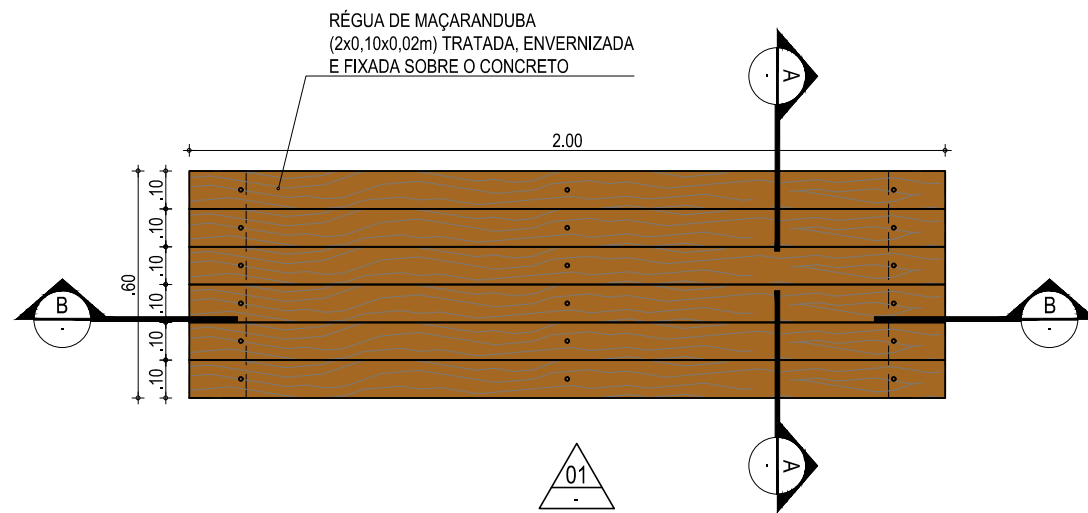 RÉGUA DE MAÇARANDUBA
(2x0,10x0,02m) TRATADA, ENVERNIZADA
E FIXADA SOBRE O CONCRETO
A
-
2.00
.10
.10
.10
.10
.10
.10
.60
B
-
B
-
A
-
01
-